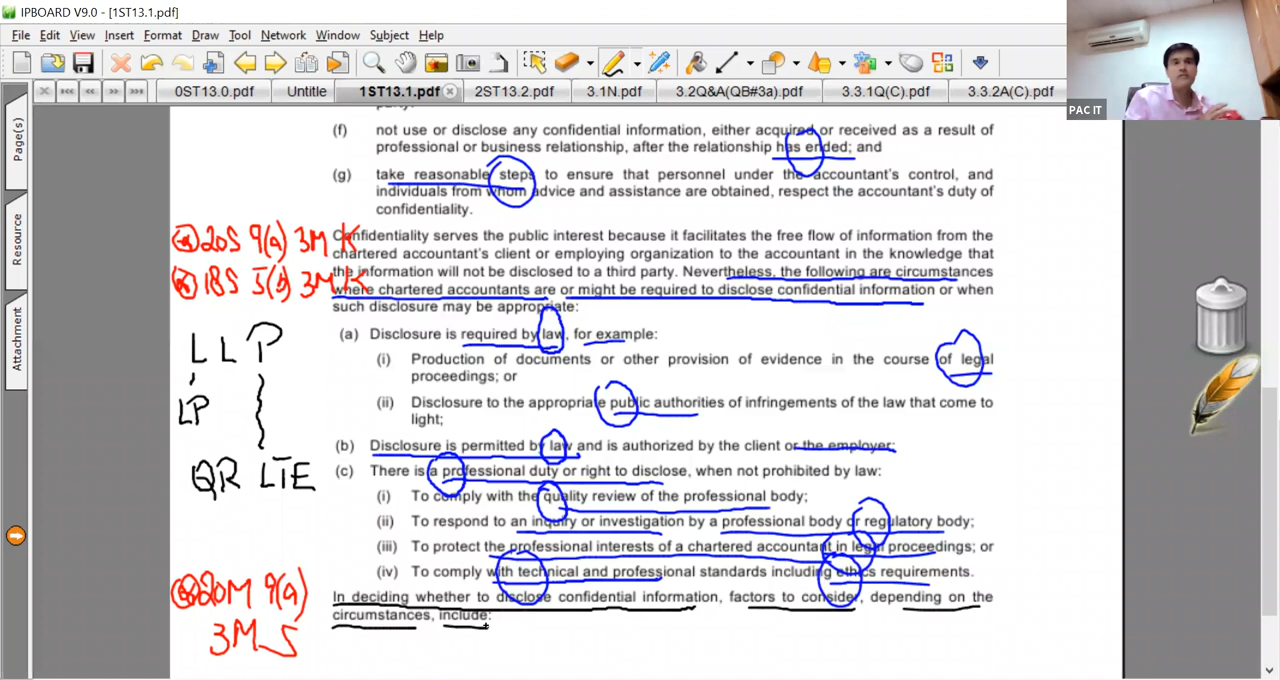 IPBOARD V9.0 - [1ST13.1.pdf]
File Edit View Insert Format Draw Tool Network Window Subject Help
PAC IT
0ST13.0.pdf Untitle 1ST13.1.pdf 2ST13.2.pdf 3.1N.pdf 3.2Q&A(QB#3a).pdf 3.3.1Q(C).pdf 3.3.2A(C).pdf
Page(s)
Resource
Attachment
party.
(f) not use or disclose any confidential information, either acquired or received as a result of
professional or business relationship, after the relationship has ended; and
(g) take reasonable steps to ensure that personnel under the accountant's control, and
individuals from whom advice and assistance are obtained, respect the accountant's duty of
confidentiality.
20S 9(a) 3M K
Confidentiality serves the public interest because it facilitates the free flow of information from the
chartered accountant's client or employing organization to the accountant in the knowledge that
18S 5(b) 3M K
the information will not be disclosed to a third party. Nevertheless, the following are circumstances
where chartered accountants are or might be required to disclose confidential information or when
such disclosure may be appropriate:
L L P
(a) Disclosure is required by law, for example:
(i) Production of documents or other provision of evidence in the course of legal
proceedings; or
LP
(ii) Disclosure to the appropriate public authorities of infringements of the law that come to
light;
(b) Disclosure is permitted by law and is authorized by the client or the employer;
QR LTE
(c) There is a professional duty or right to disclose, when not prohibited by law:
(i) To comply with the quality review of the professional body;
(ii) To respond to an inquiry or investigation by a professional body or regulatory body;
(iii) To protect the professional interests of a chartered accountant in legal proceedings; or
(iv) To comply with technical and professional standards including ethics requirements.
20M 9(a)
3M S
In deciding whether to disclose confidential information, factors to consider, depending on the
circumstances, include: